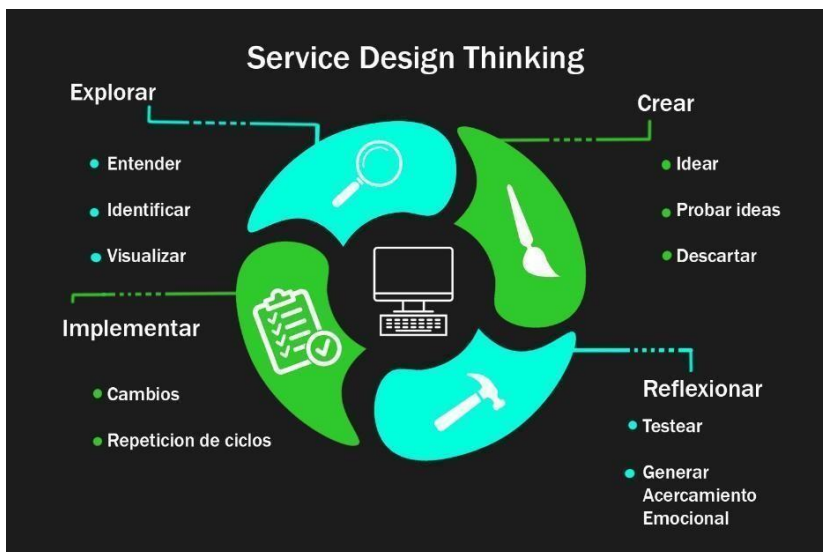 Service Design Thinking
Explorar
Entender
Identificar
Visualizar
Crear
Idear
Probar ideas
Descartar
Implementar
Cambios
Repeticion de ciclos
Reflexionar
Testear
Generar
Acercamiento
Emocional